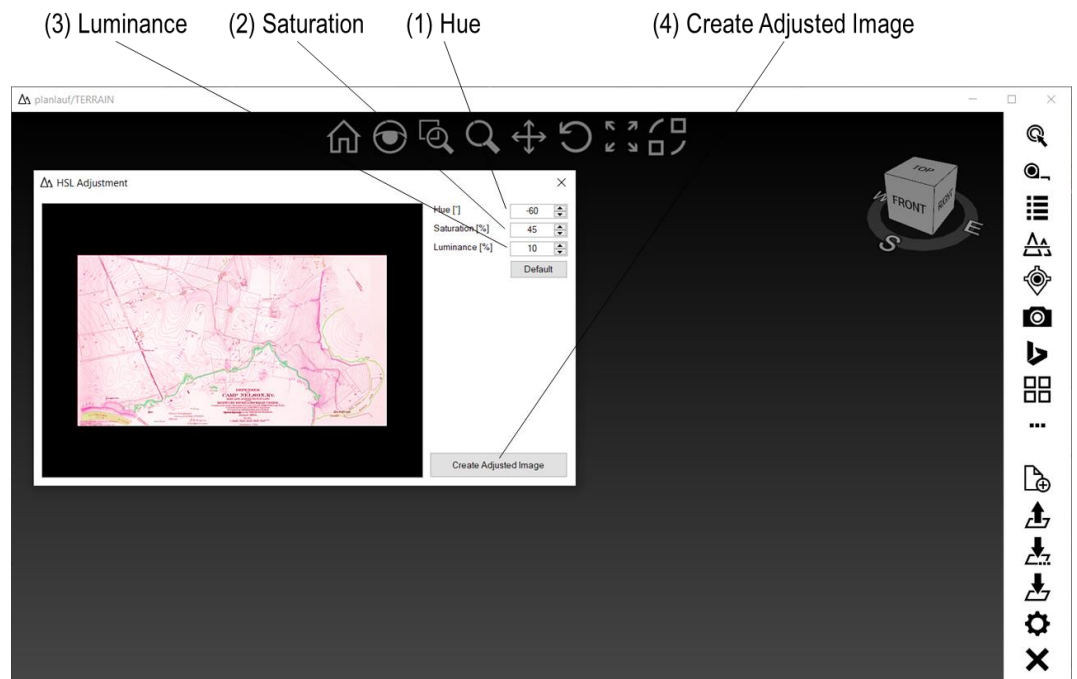 (3) Luminance (2) Saturation (1) Hue (4) Create Adjusted Image
planlauf/TERRAIN
HSL Adjustment
Hue [°] -60
Saturation [%] 45
Luminance [%] 10
Default
TOP
FRONT RIGHT
W S E
CAMP NELSON, Ky.
Create Adjusted Image